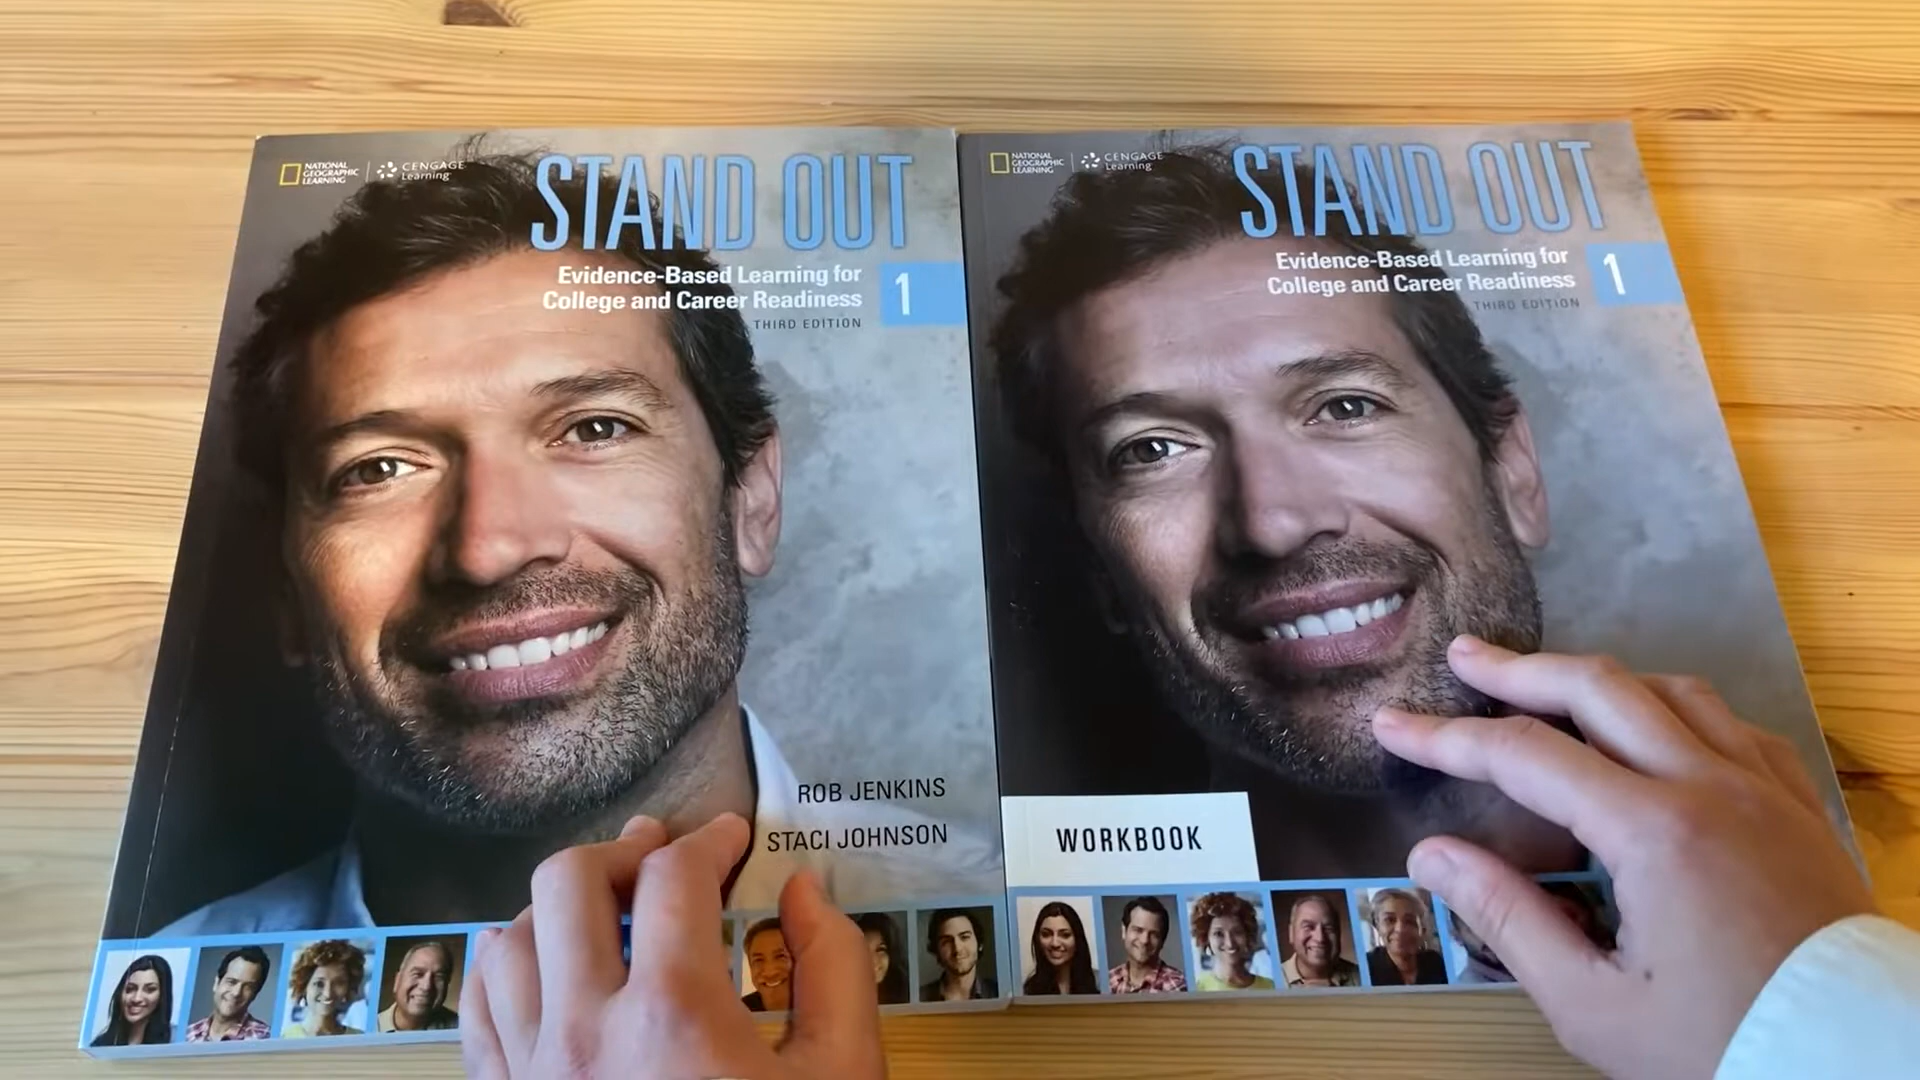 NATIONAL
GEOGRAPHIC
LEARNING
CENGAGE
Learning
STAND OUT
Evidence-Based Learning for
College and Career Readiness
1
THIRD EDITION
ROB JENKINS
STACI JOHNSON
NATIONAL
GEOGRAPHIC
LEARNING
CENGAGE
Learning
STAND OUT
Evidence-Based Learning for
College and Career Readiness
1
THIRD EDITION
WORKBOOK